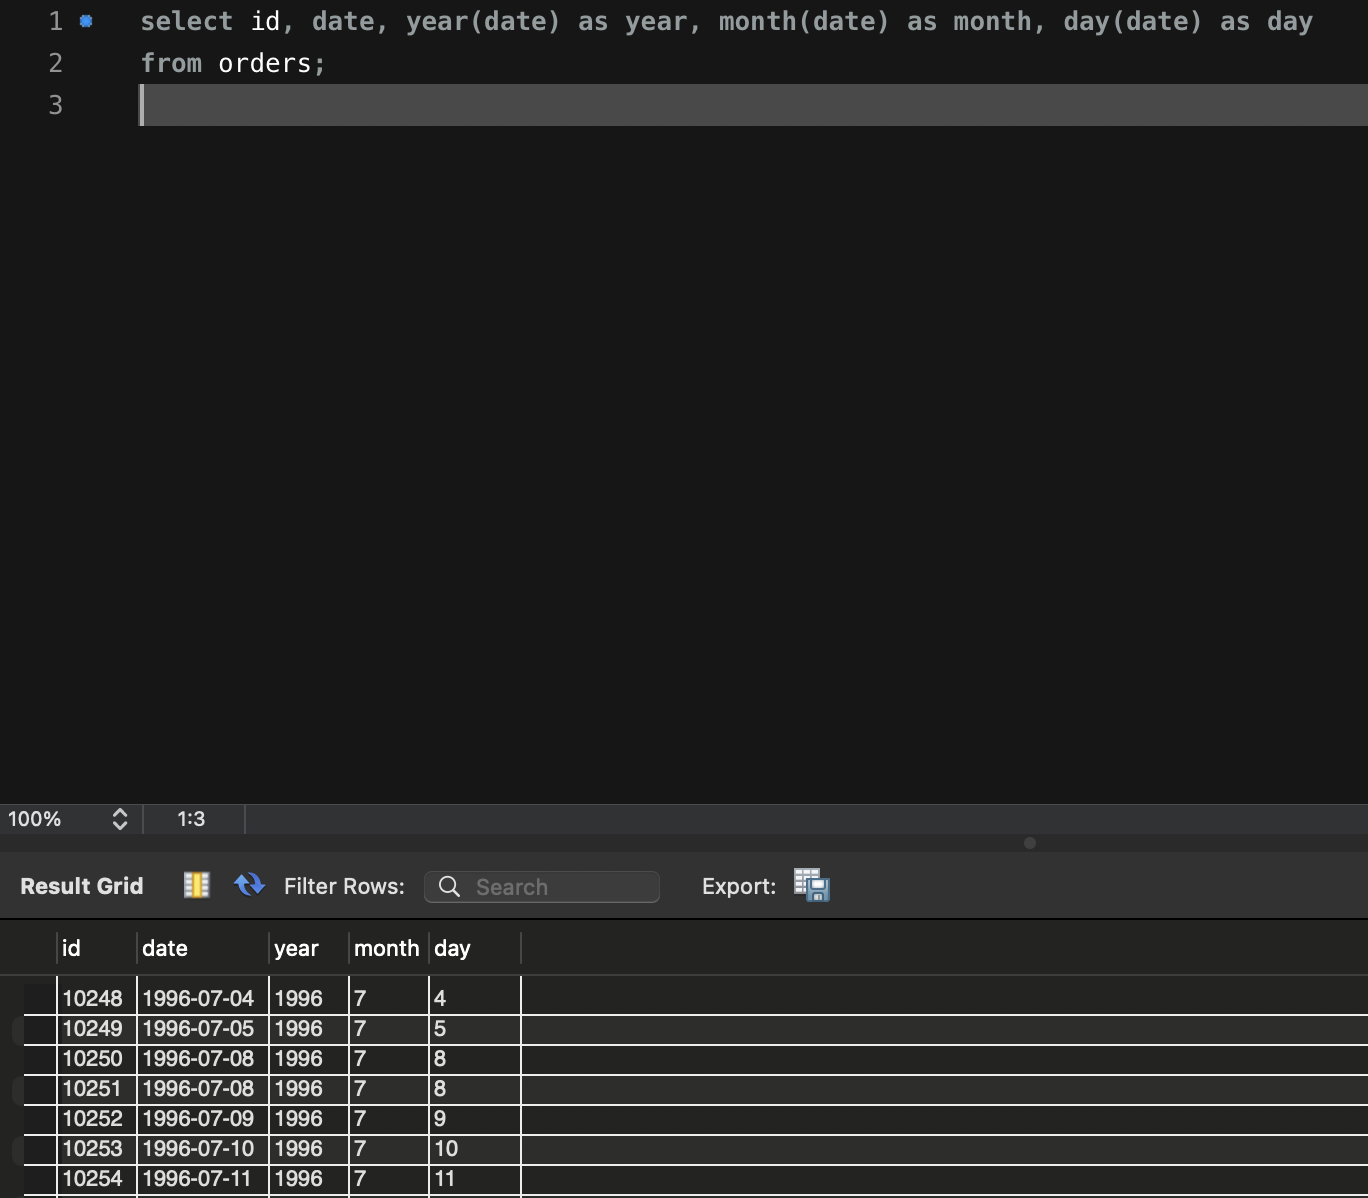 1 select id, date, year(date) as year, month(date) as month, day(date) as day
2 from orders;
3
100% 1:3
Result Grid Filter Rows: Search Export:
id date year month day
10248 1996-07-04 1996 7 4
10249 1996-07-05 1996 7 5
10250 1996-07-08 1996 7 8
10251 1996-07-08 1996 7 8
10252 1996-07-09 1996 7 9
10253 1996-07-10 1996 7 10
10254 1996-07-11 1996 7 11